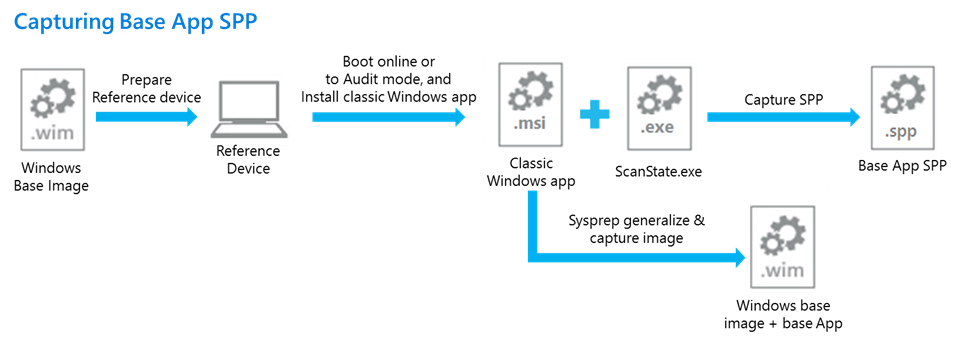 Capturing Base App SPP
Prepare
Reference device
Boot online or
to Audit mode, and
Install classic Windows app
.wim
.msi
.exe
Capture SPP
.spp
Windows
Base Image
Reference
Device
Classic
Windows app
ScanState.exe
Base App SPP
Sysprep generalize &
capture image
.wim
Windows base
image + base App